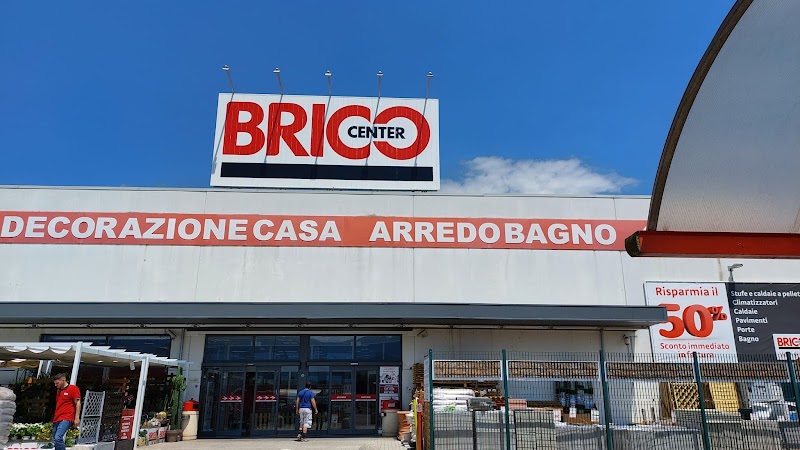 BRICO
CENTER
DECORAZIONE CASA ARREDO BAGNO
Risparmia il
50%
Sconto immediato
in fattura
Stufe e caldaie a pellet
Climatizzatori
Caldaie
Pavimenti
Porte
Bagno
BRICO